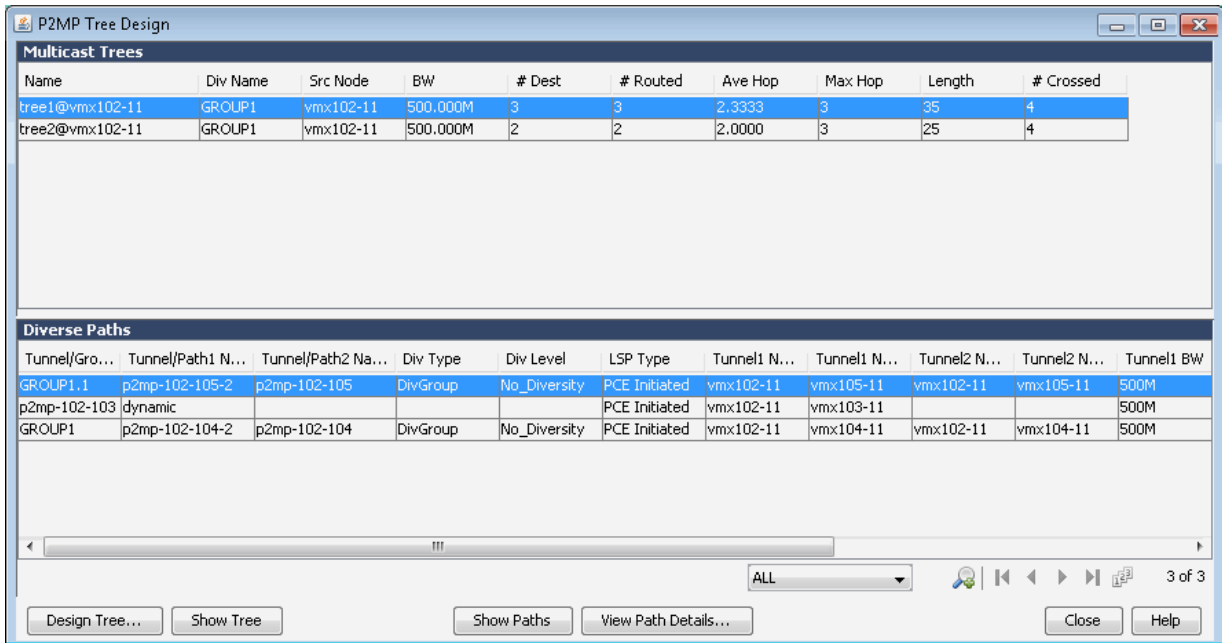 P2MP Tree Design
Multicast Trees
Name Div Name Src Node BW # Dest # Routed Ave Hop Max Hop Length # Crossed
tree1@vmx102-11 GROUP1 vmx102-11 500.000M 3 3 2.3333 3 35 4
tree2@vmx102-11 GROUP1 vmx102-11 500.000M 2 2 2.0000 3 25 4
Diverse Paths
Tunnel/Gro... Tunnel/Path1 N... Tunnel/Path2 Na... Div Type Div Level LSP Type Tunnel1 N... Tunnel1 N... Tunnel2 N... Tunnel2 N... Tunnel1 BW
GROUP1.1 p2mp-102-105-2 p2mp-102-105 DivGroup No_Diversity PCE Initiated vmx102-11 vmx105-11 vmx102-11 vmx105-11 500M
p2mp-102-103 dynamic PCE Initiated vmx102-11 vmx103-11 500M
GROUP1 p2mp-102-104-2 p2mp-102-104 DivGroup No_Diversity PCE Initiated vmx102-11 vmx104-11 vmx102-11 vmx104-11 500M
ALL 3 of 3
Design Tree... Show Tree Show Paths View Path Details... Close Help